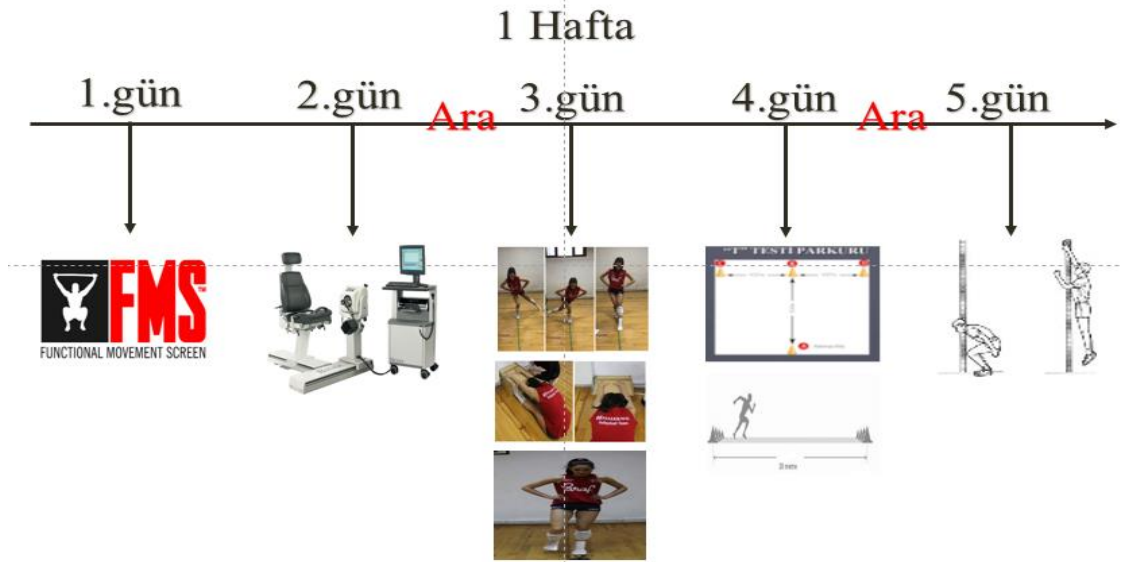 1 Hafta
1.gün
2.gün
Ara
3.gün
4.gün
Ara
5.gün
FMS
FUNCTIONAL MOVEMENT SCREEN
"T" TESTİ PARKURU